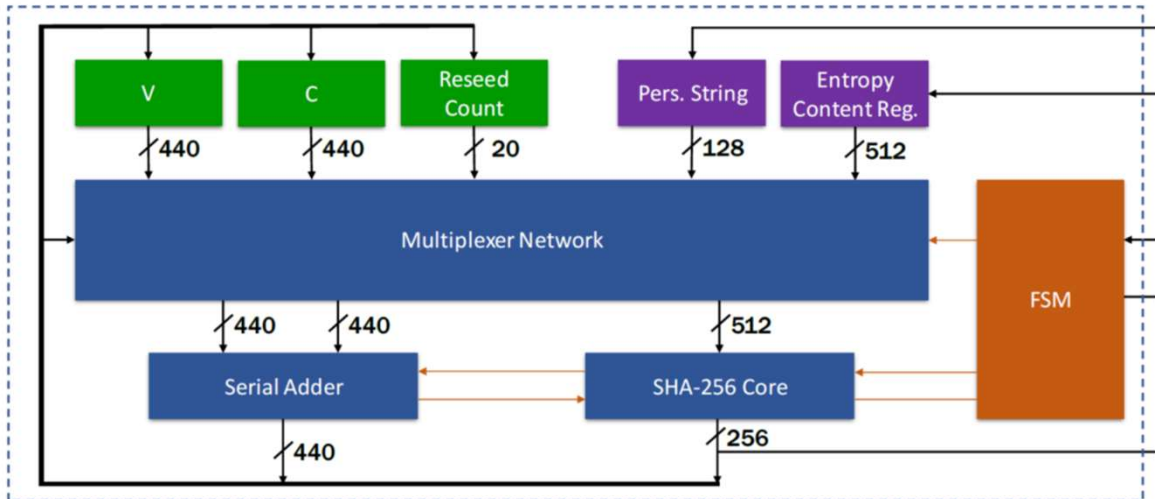 V
C
Reseed
Count
Pers. String
Entropy
Content Reg.
440
440
20
128
512
Multiplexer Network
FSM
440
440
512
Serial Adder
SHA-256 Core
440
256